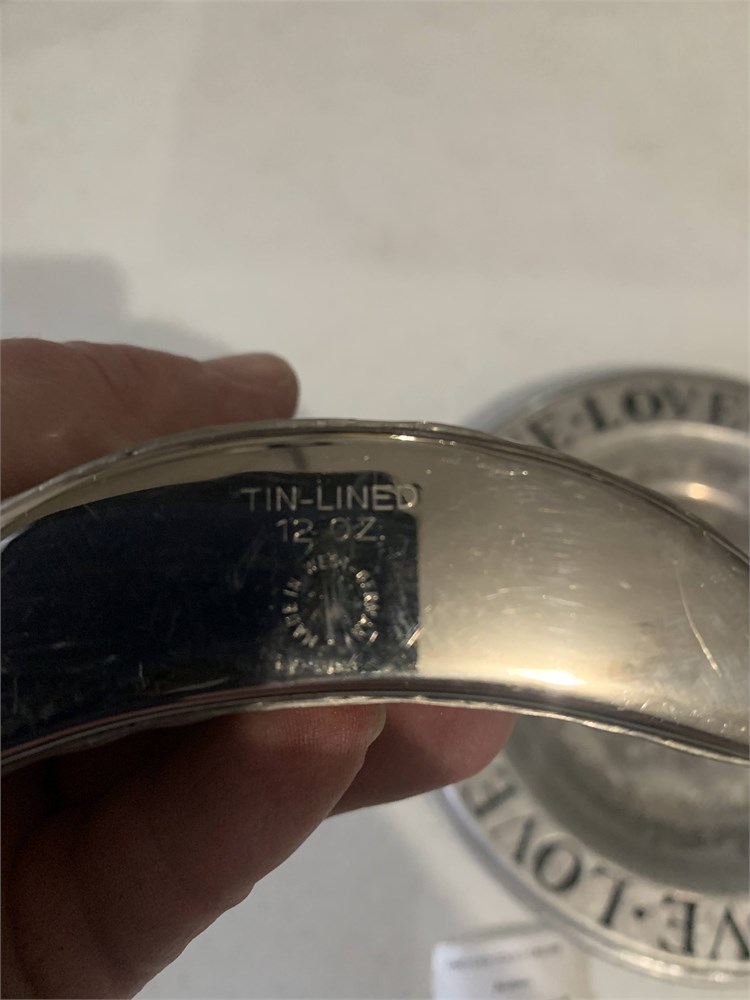 TIN-LINED
12 OZ.
MADE IN WEST GERMANY
E•LOVE
LOVE